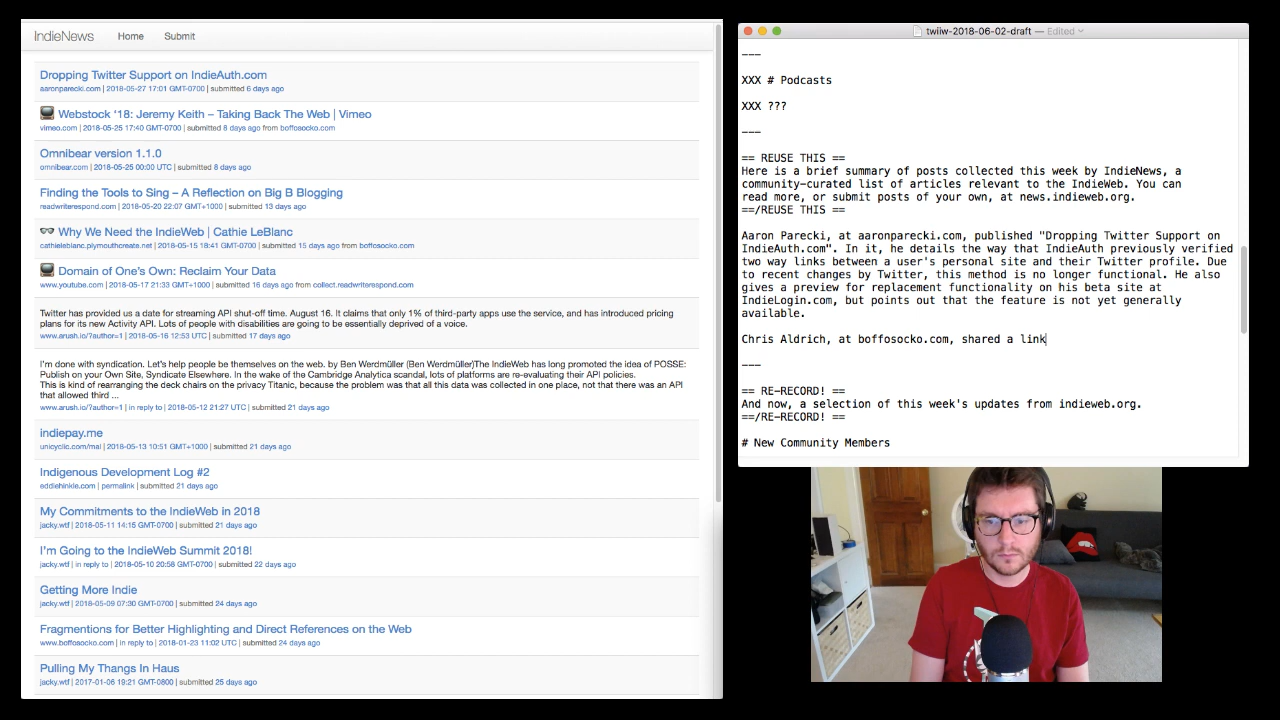 IndieNews Home Submit
Dropping Twitter Support on IndieAuth.com
aaronparecki.com | 2018-05-27 17:01 GMT-0700 | submitted 6 days ago
Webstock ‘18: Jeremy Keith – Taking Back The Web | Vimeo
vimeo.com | 2018-05-25 17:40 GMT-0700 | submitted 8 days ago from boffosocko.com
Omnibear version 1.1.0
omnibear.com | 2018-05-25 00:00 UTC | submitted 8 days ago
Finding the Tools to Sing – A Reflection on Big B Blogging
readwriterespond.com | 2018-05-20 22:07 GMT+1000 | submitted 13 days ago
Why We Need the IndieWeb | Cathie LeBlanc
cathieleblanc.plymouthcreate.net | 2018-05-15 18:41 GMT-0700 | submitted 15 days ago from boffosocko.com
Domain of One’s Own: Reclaim Your Data
www.youtube.com | 2018-05-17 21:33 GMT+1000 | submitted 16 days ago from collect.readwriterespond.com
Twitter has provided us a date for streaming API shut-off time. August 16. It claims that only 1% of third-party apps use the service, and has introduced pricing
plans for its new Activity API. Lots of people with disabilities are going to be essentially deprived of a voice.
www.arush.io/?author=1 | 2018-05-16 12:53 UTC | submitted 17 days ago
I’m done with syndication. Let’s help people be themselves on the web. by Ben Werdmüller (Ben Werdmüller)The IndieWeb has long promoted the idea of POSSE:
Publish on your Own Site, Syndicate Elsewhere. In the wake of the Cambridge Analytica scandal, lots of platforms are re-evaluating their API policies.
This is kind of rearranging the deck chairs on the privacy Titanic, because the problem was that all this data was collected in one place, not that there was an API
that allowed third ...
www.arush.io/?author=1 | in reply to | 2018-05-12 21:27 UTC | submitted 21 days ago
indiepay.me
unicyclic.com/mal | 2018-05-13 10:51 GMT+1000 | submitted 21 days ago
Indigenous Development Log #2
eddiehinkle.com | permalink | submitted 21 days ago
My Commitments to the IndieWeb in 2018
jacky.wtf | 2018-05-11 14:15 GMT-0700 | submitted 21 days ago
I’m Going to the IndieWeb Summit 2018!
jacky.wtf | in reply to | 2018-05-10 20:58 GMT-0700 | submitted 22 days ago
Getting More Indie
jacky.wtf | 2018-05-09 07:30 GMT-0700 | submitted 24 days ago
Fragmentions for Better Highlighting and Direct References on the Web
www.boffosocko.com | in reply to | 2018-01-23 11:02 UTC | submitted 24 days ago
Pulling My Thangs In Haus
jacky.wtf | 2017-01-06 19:21 GMT-0800 | submitted 25 days ago
twiiw-2018-06-02-draft — Edited
---
XXX # Podcasts
XXX ???
---
== REUSE THIS ==
Here is a brief summary of posts collected this week by IndieNews, a
community-curated list of articles relevant to the IndieWeb. You can
read more, or submit posts of your own, at news.indieweb.org.
==/REUSE THIS ==
Aaron Parecki, at aaronparecki.com, published "Dropping Twitter Support on
IndieAuth.com". In it, he details the way that IndieAuth previously verified
two way links between a user's personal site and their Twitter profile. Due
to recent changes by Twitter, this method is no longer functional. He also
gives a preview for replacement functionality on his beta site at
IndieLogin.com, but points out that the feature is not yet generally
available.
Chris Aldrich, at boffosocko.com, shared a link
---
== RE-RECORD! ==
And now, a selection of this week's updates from indieweb.org.
==/RE-RECORD! ==
# New Community Members